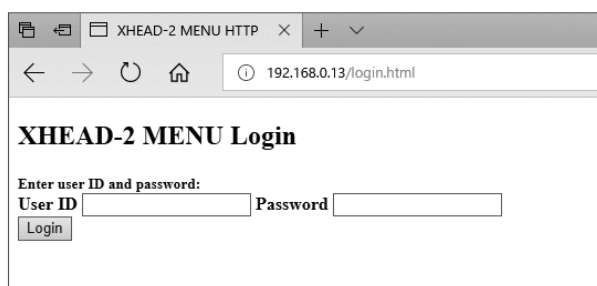 XHEAD-2 MENU HTTP
192.168.0.13/login.html
XHEAD-2 MENU Login
Enter user ID and password:
User ID Password
Login